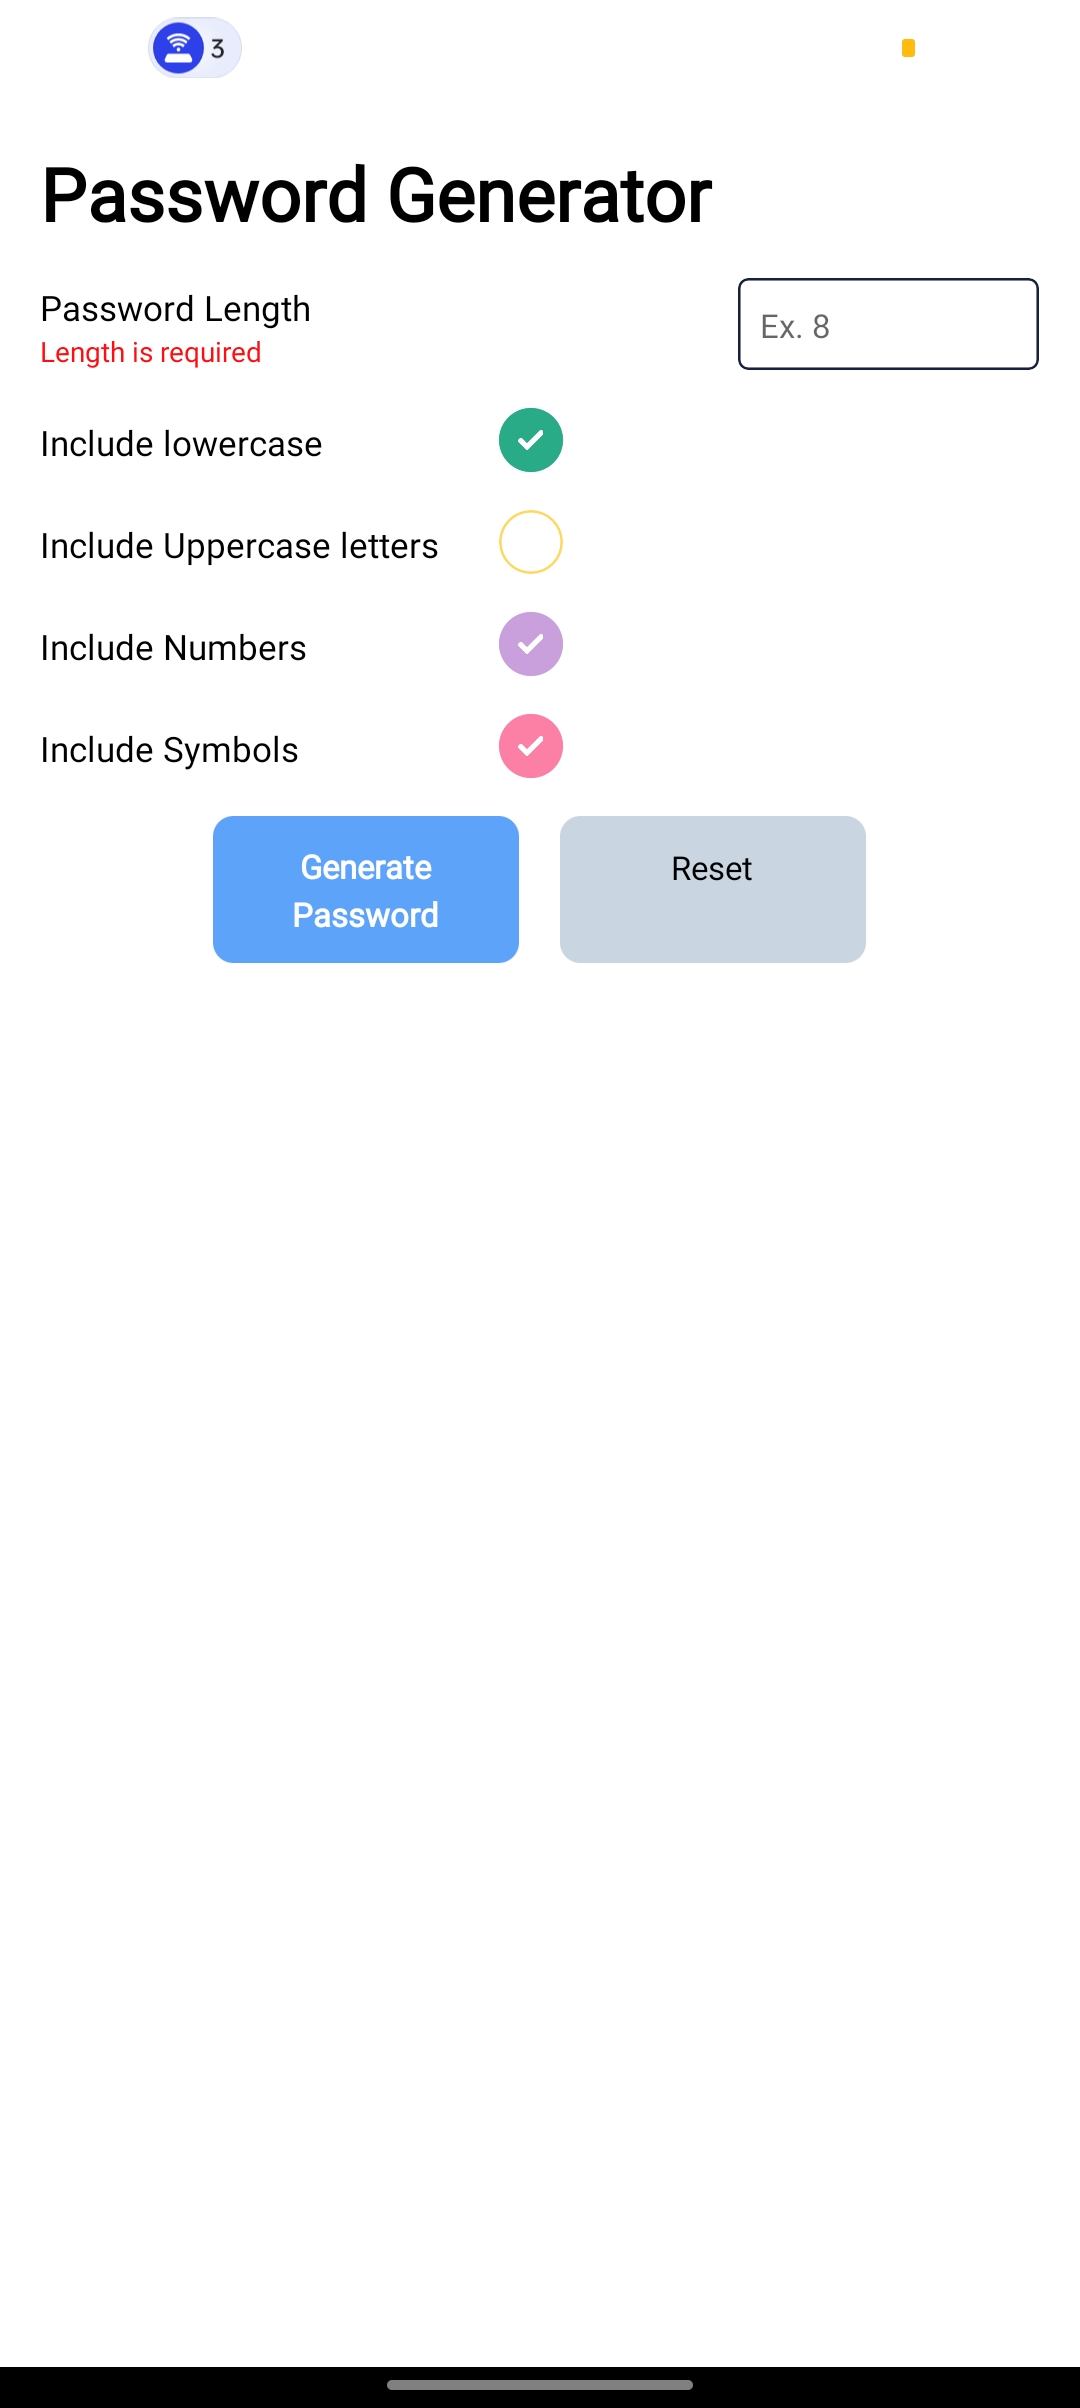 3
Password Generator
Password Length
Length is required
Ex. 8
Include lowercase
Include Uppercase letters
Include Numbers
Include Symbols
Generate
Password
Reset